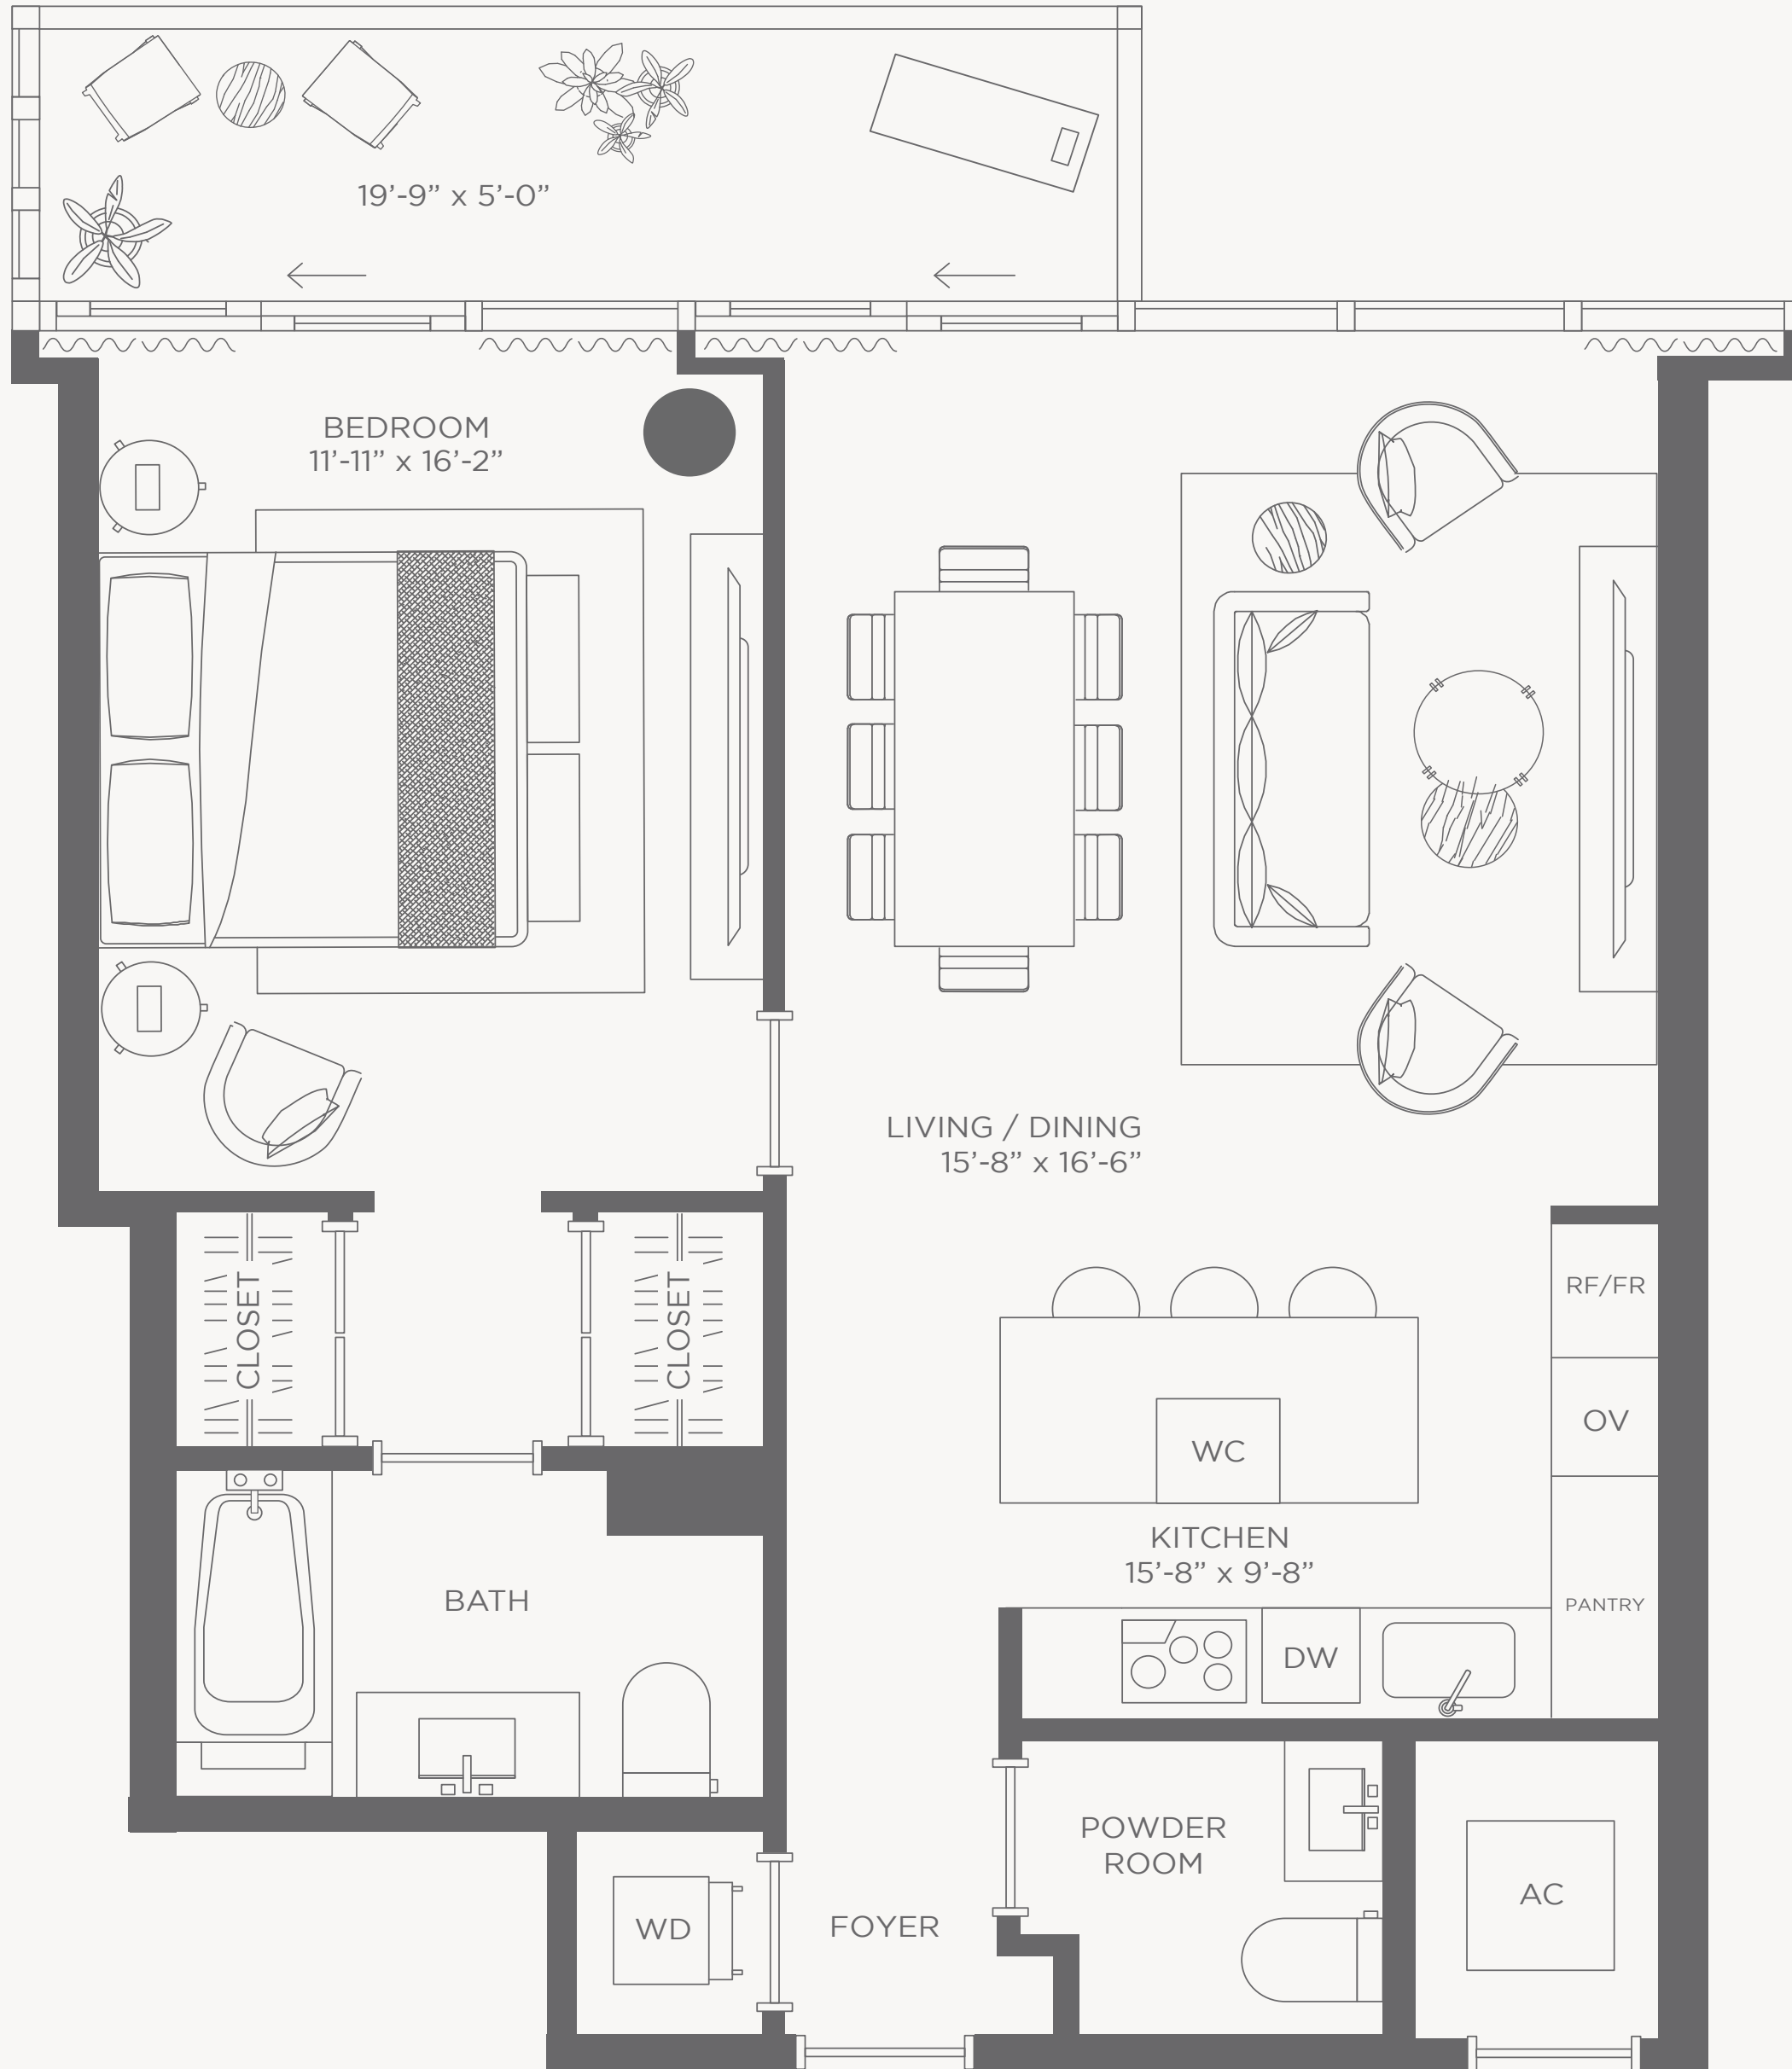 19’-9” x 5’-0”
BEDROOM
11’-11” x 16’-2”
LIVING / DINING
15’-8” x 16’-6”
CLOSET
CLOSET
RF/FR
OV
WC
KITCHEN
15’-8” x 9’-8”
BATH
PANTRY
DW
POWDER
ROOM
AC
WD
FOYER